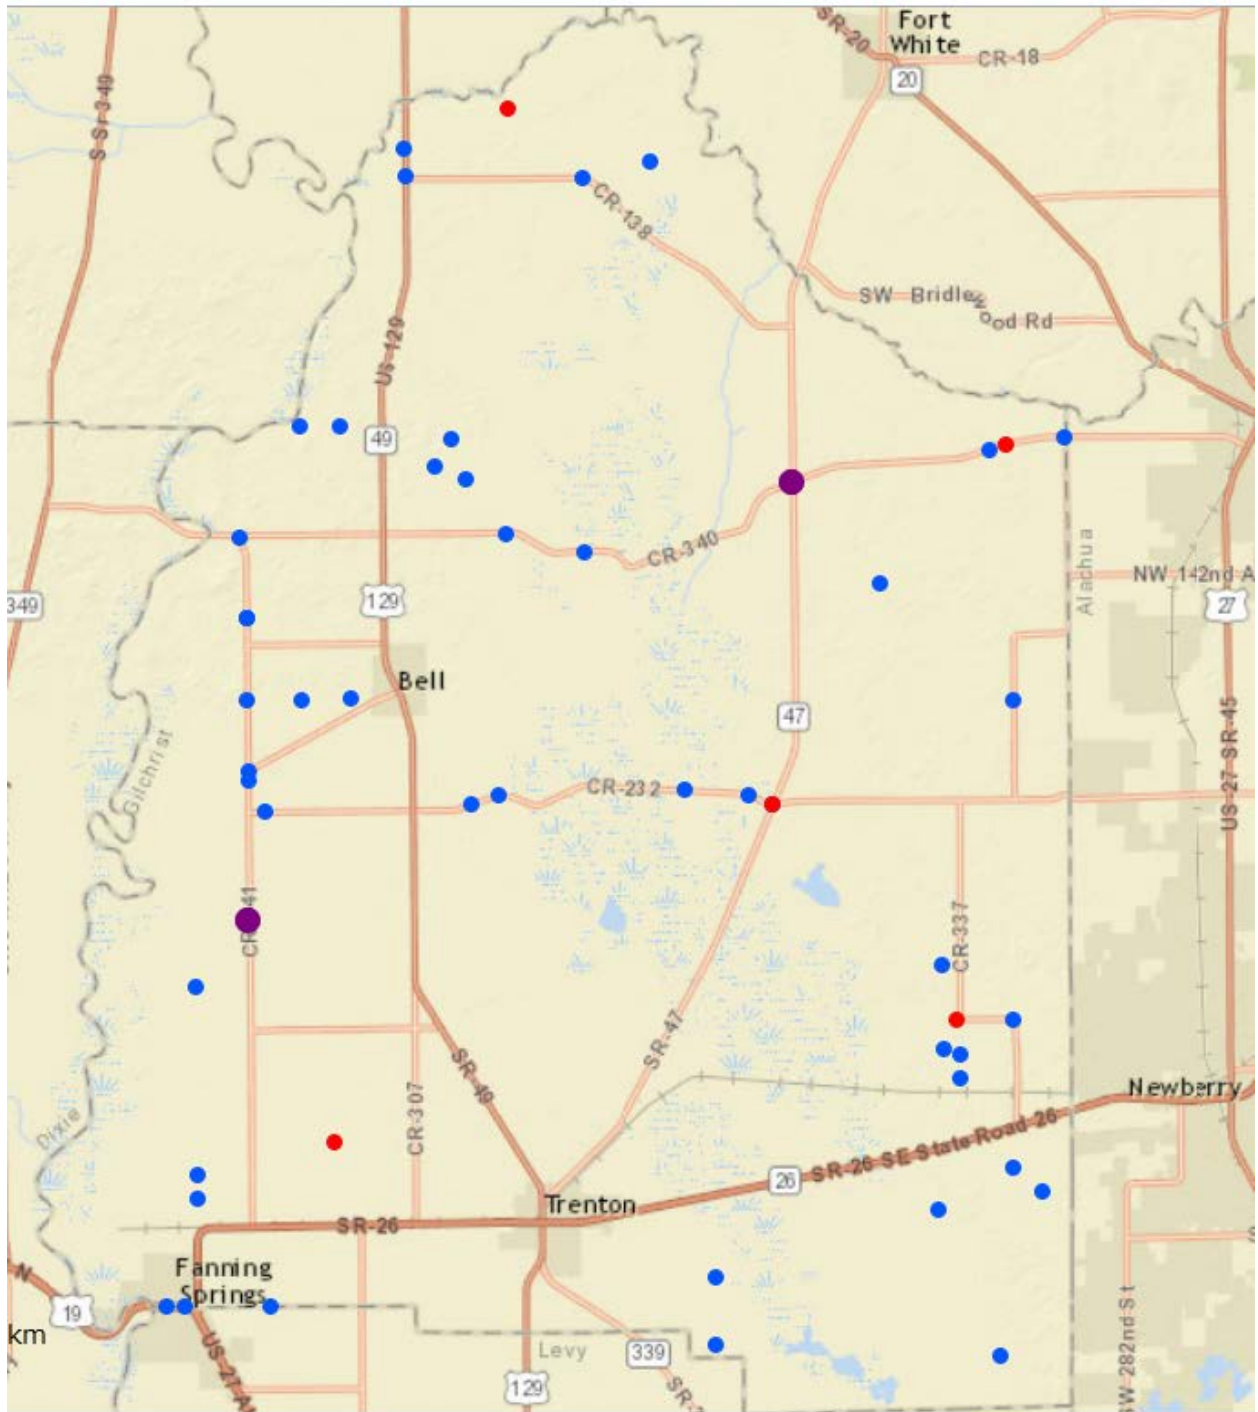 Fort
White
SR-20
CR-18
20
S Sr 349
CR-138
SW Bridlewood Rd
US-129
49
CR-340
Alachua
NW 142nd A
349
129
27
Bell
47
Gilchrist
CR-232
US-27 SR-45
41
CR-337
SR-47
SR-49
CR-307
Newberry
Dixie
SR-26 SE State Road 26
26
Trenton
SR-26
Fanning
Springs
N
19
km
US-27 A
Levy
339
129
SR-
SW 282nd St
S